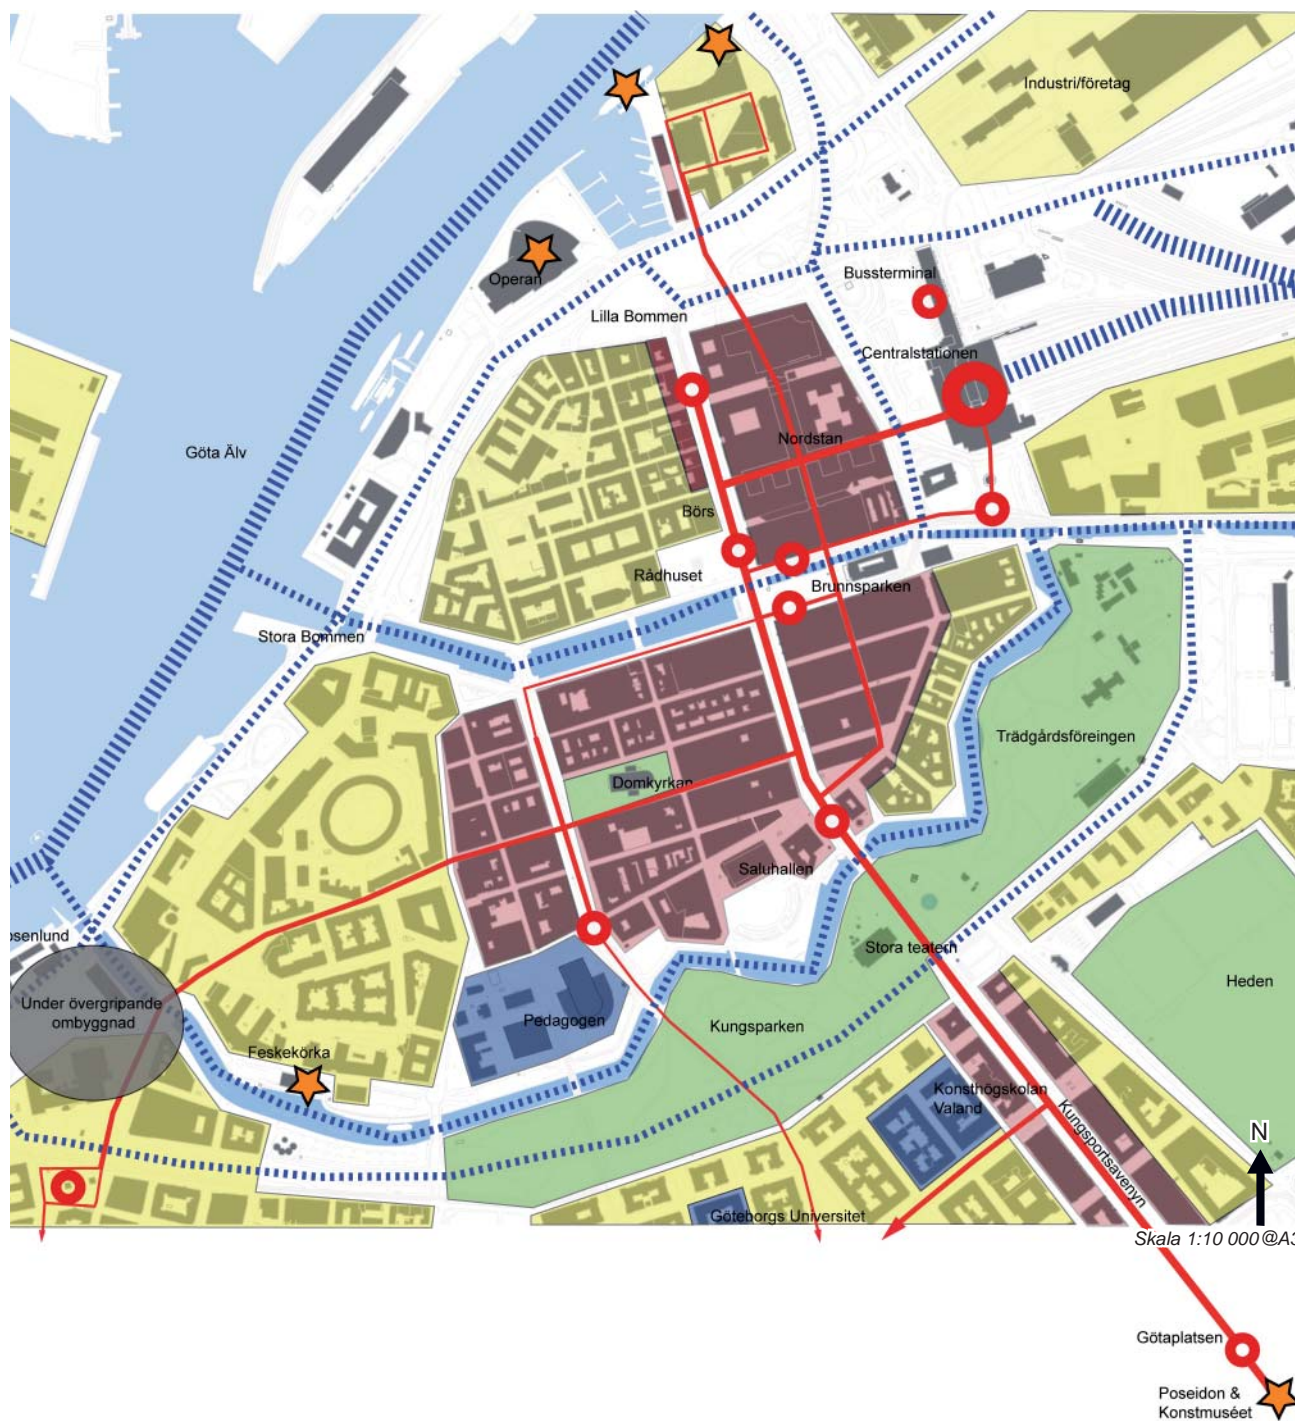 Industri/företag
Bussterminal
Operan
Lilla Bommen
Centralstationen
Göta Älv
Nordstan
Börs
Rådhuset
Brunnsparken
Stora Bommen
Trädgårdsföreingen
Domkyrkan
Saluhallen
osenlund
Stora teatern
Heden
Under övergripande
ombyggnad
Pedagogen
Kungsparken
Feskekörka
Konsthögskolan
Valand
Kungsportsavenyn
N
Göteborgs Universitet
Skala 1:10 000@A3
Götaplatsen
Poseidon &
Konstmuséet